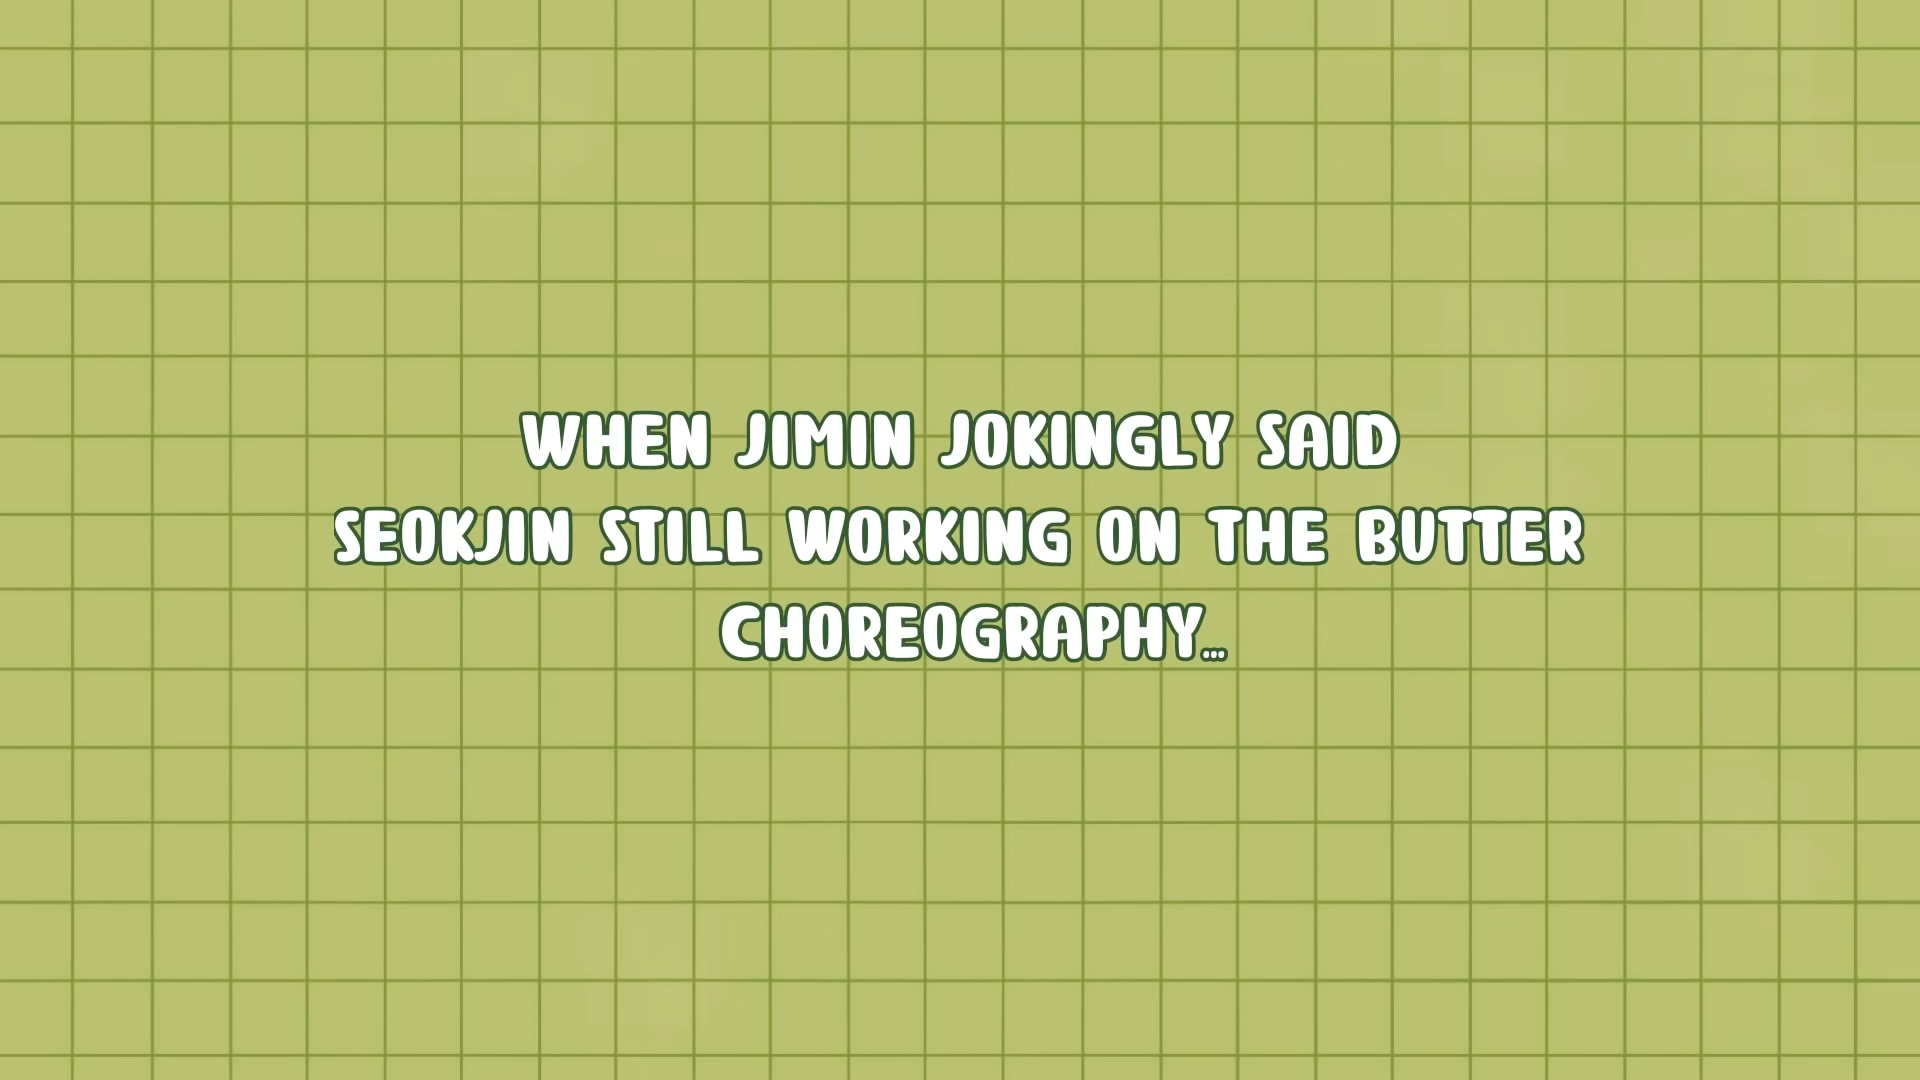 WHEN JIMIN JOKINGLY SAID
SEOKJIN STILL WORKING ON THE BUTTER
CHOREOGRAPHY...